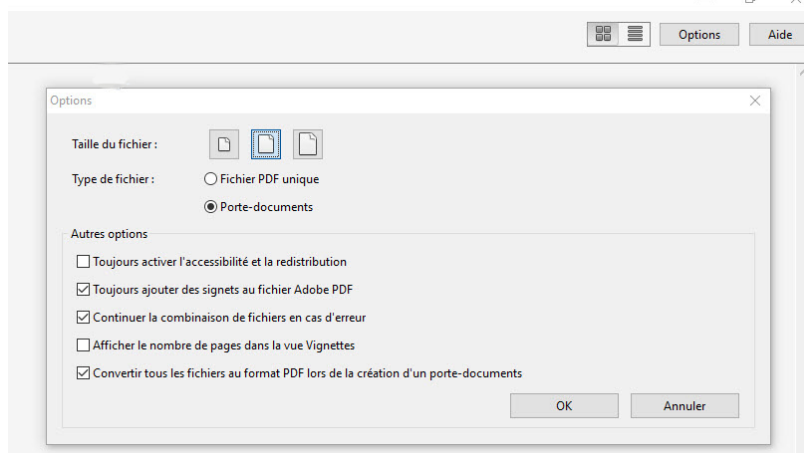 Options
Aide
Options
Taille du fichier :
Type de fichier :
Fichier PDF unique
Porte-documents
Autres options
Toujours activer l'accessibilité et la redistribution
Toujours ajouter des signets au fichier Adobe PDF
Continuer la combinaison de fichiers en cas d'erreur
Afficher le nombre de pages dans la vue Vignettes
Convertir tous les fichiers au format PDF lors de la création d'un porte-documents
OK
Annuler